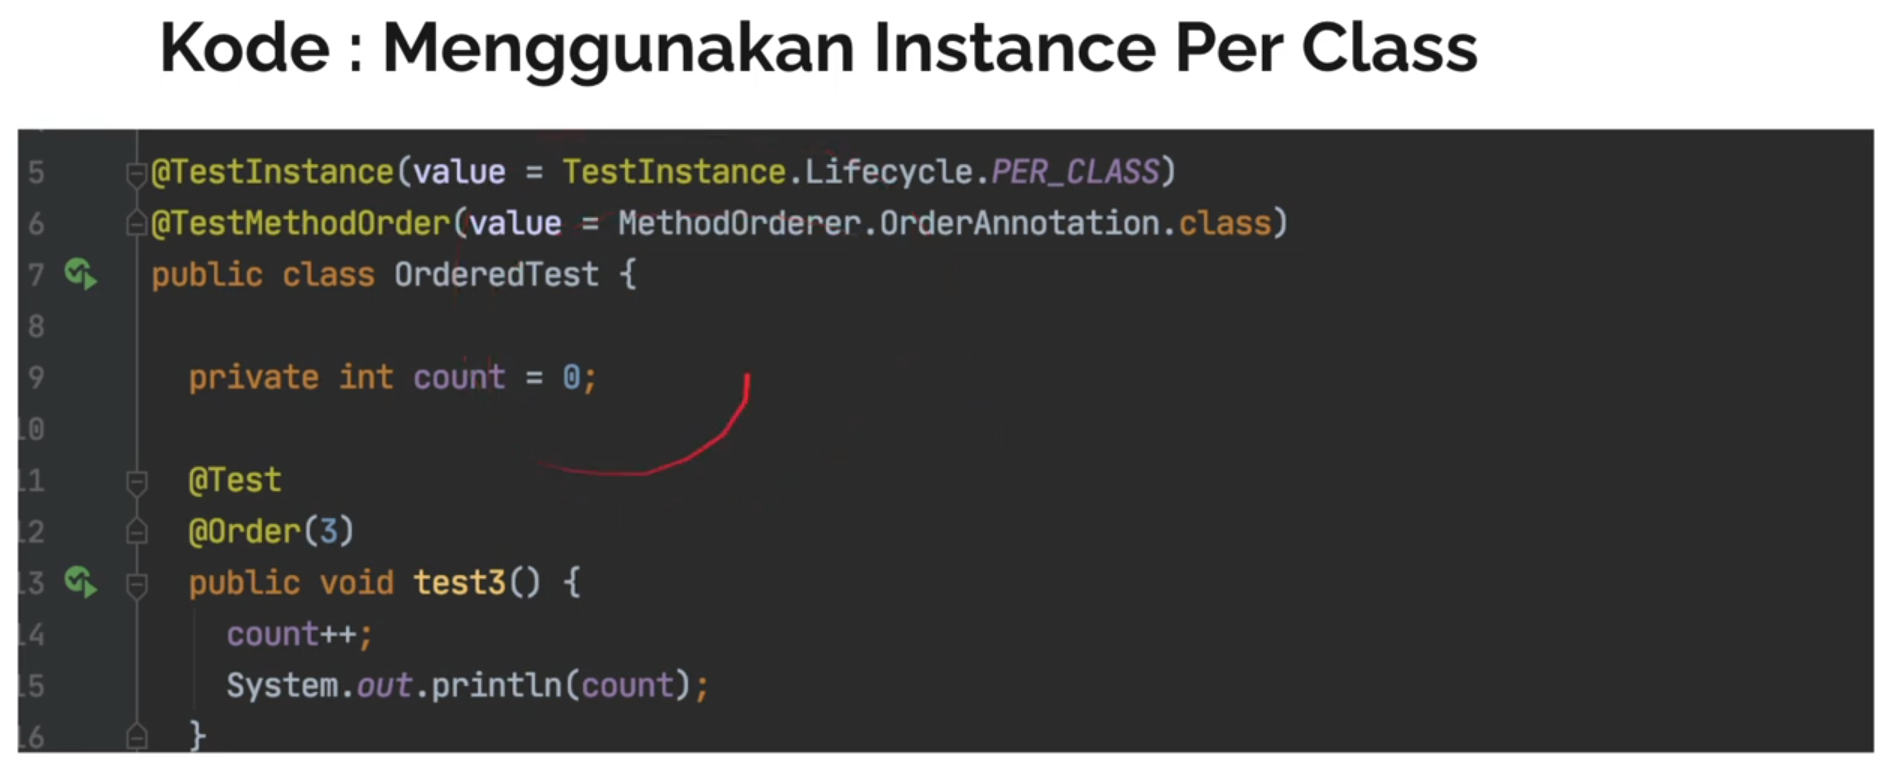 Kode : Menggunakan Instance Per Class
5 @TestInstance(value = TestInstance.Lifecycle.PER_CLASS)
6 @TestMethodOrder(value = MethodOrderer.OrderAnnotation.class)
7 public class OrderedTest {
8
9 private int count = 0;
10
11 @Test
12 @Order(3)
13 public void test3() {
14 count++;
15 System.out.println(count);
16 }